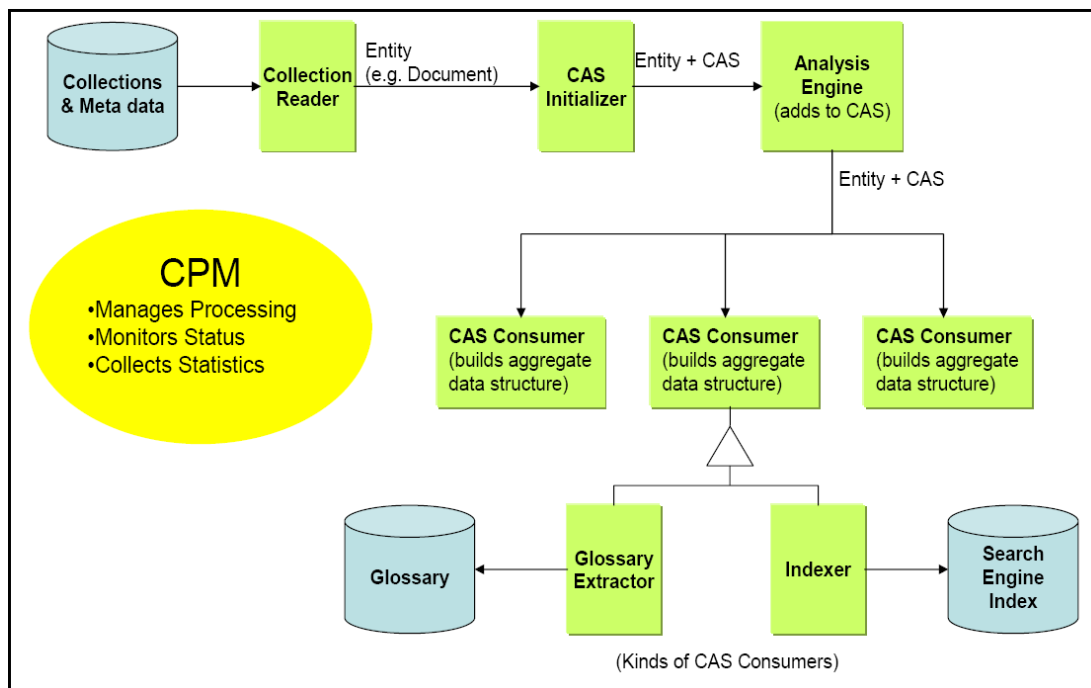 Collections
& Meta data
Collection
Reader
Entity
(e.g. Document)
CAS
Initializer
Entity + CAS
Analysis
Engine
(adds to CAS)
Entity + CAS
CPM
•Manages Processing
•Monitors Status
•Collects Statistics
CAS Consumer
(builds aggregate
data structure)
CAS Consumer
(builds aggregate
data structure)
CAS Consumer
(builds aggregate
data structure)
Glossary
Glossary
Extractor
Indexer
Search
Engine
Index
(Kinds of CAS Consumers)